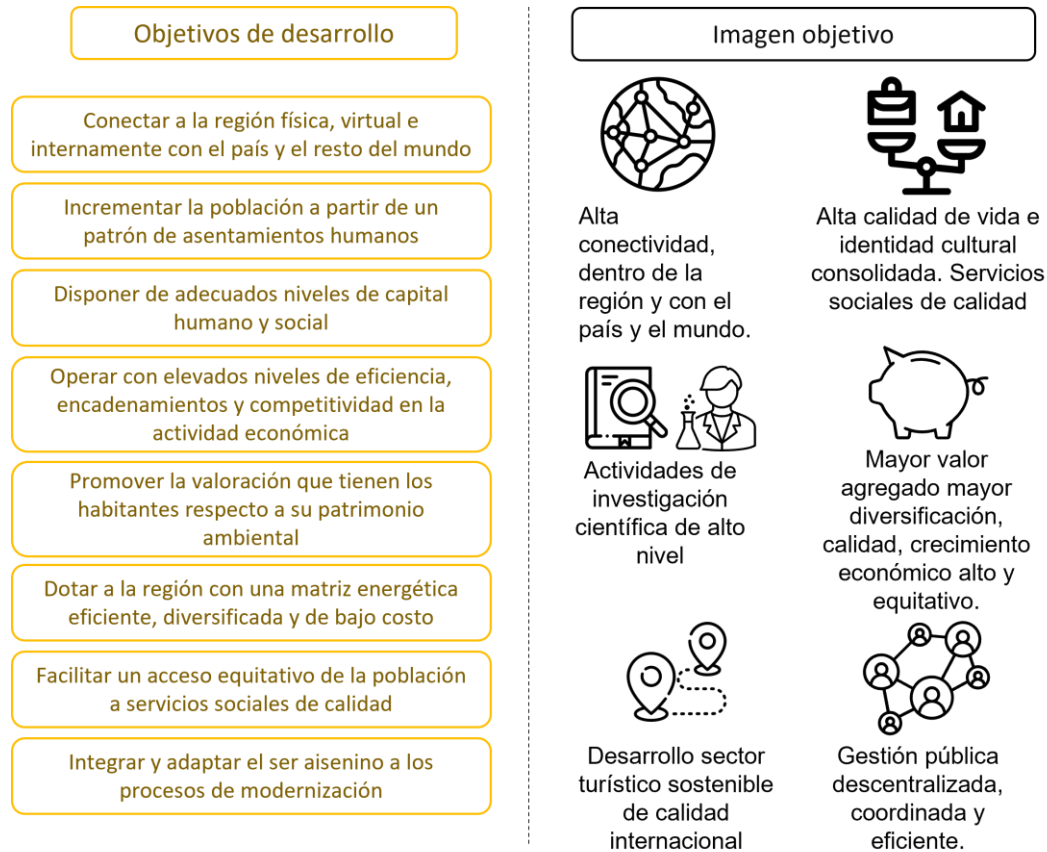 Objetivos de desarrollo
Conectar a la región física, virtual e
internamente con el país y el resto del mundo
Incrementar la población a partir de un
patrón de asentamientos humanos
Disponer de adecuados niveles de capital
humano y social
Operar con elevados niveles de eficiencia,
encadenamientos y competitividad en la
actividad económica
Promover la valoración que tienen los
habitantes respecto a su patrimonio
ambiental
Dotar a la región con una matriz energética
eficiente, diversificada y de bajo costo
Facilitar un acceso equitativo de la población
a servicios sociales de calidad
Integrar y adaptar el ser aisenino a los
procesos de modernización
Imagen objetivo
Alta
conectividad,
dentro de la
región y con el
país y el mundo.
Alta calidad de vida e
identidad cultural
consolidada. Servicios
sociales de calidad
Actividades de
investigación
científica de alto
nivel
Mayor valor
agregado mayor
diversificación,
calidad, crecimiento
económico alto y
equitativo.
Desarrollo sector
turístico sostenible
de calidad
internacional
Gestión pública
descentralizada,
coordinada y
eficiente.